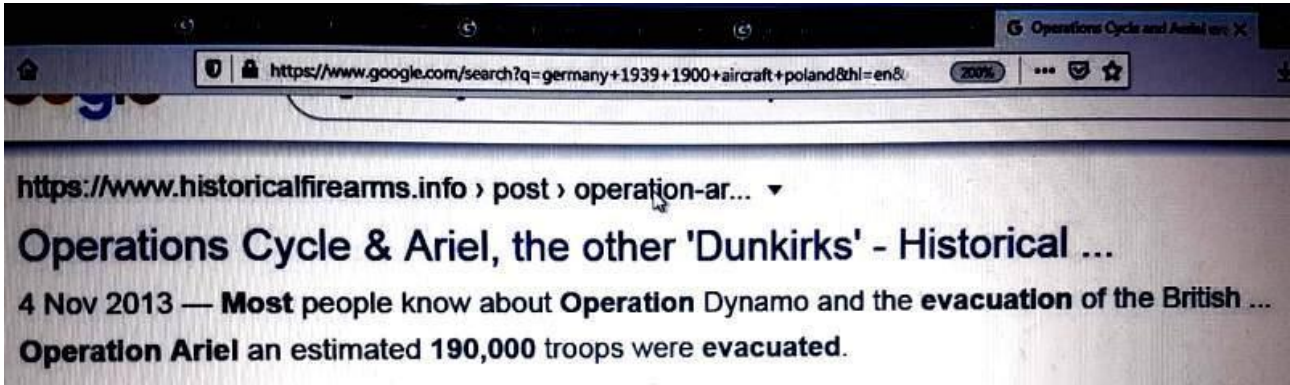 Operations Cycle and Aeriel
https://www.google.com/search?q=germany+1939+1900+aircraft+poland&hl=en&
200%
https://www.historicalfirearms.info › post › operation-ar...
Operations Cycle & Ariel, the other 'Dunkirks' - Historical ...
4 Nov 2013 — Most people know about Operation Dynamo and the evacuation of the British ...
Operation Ariel an estimated 190,000 troops were evacuated.